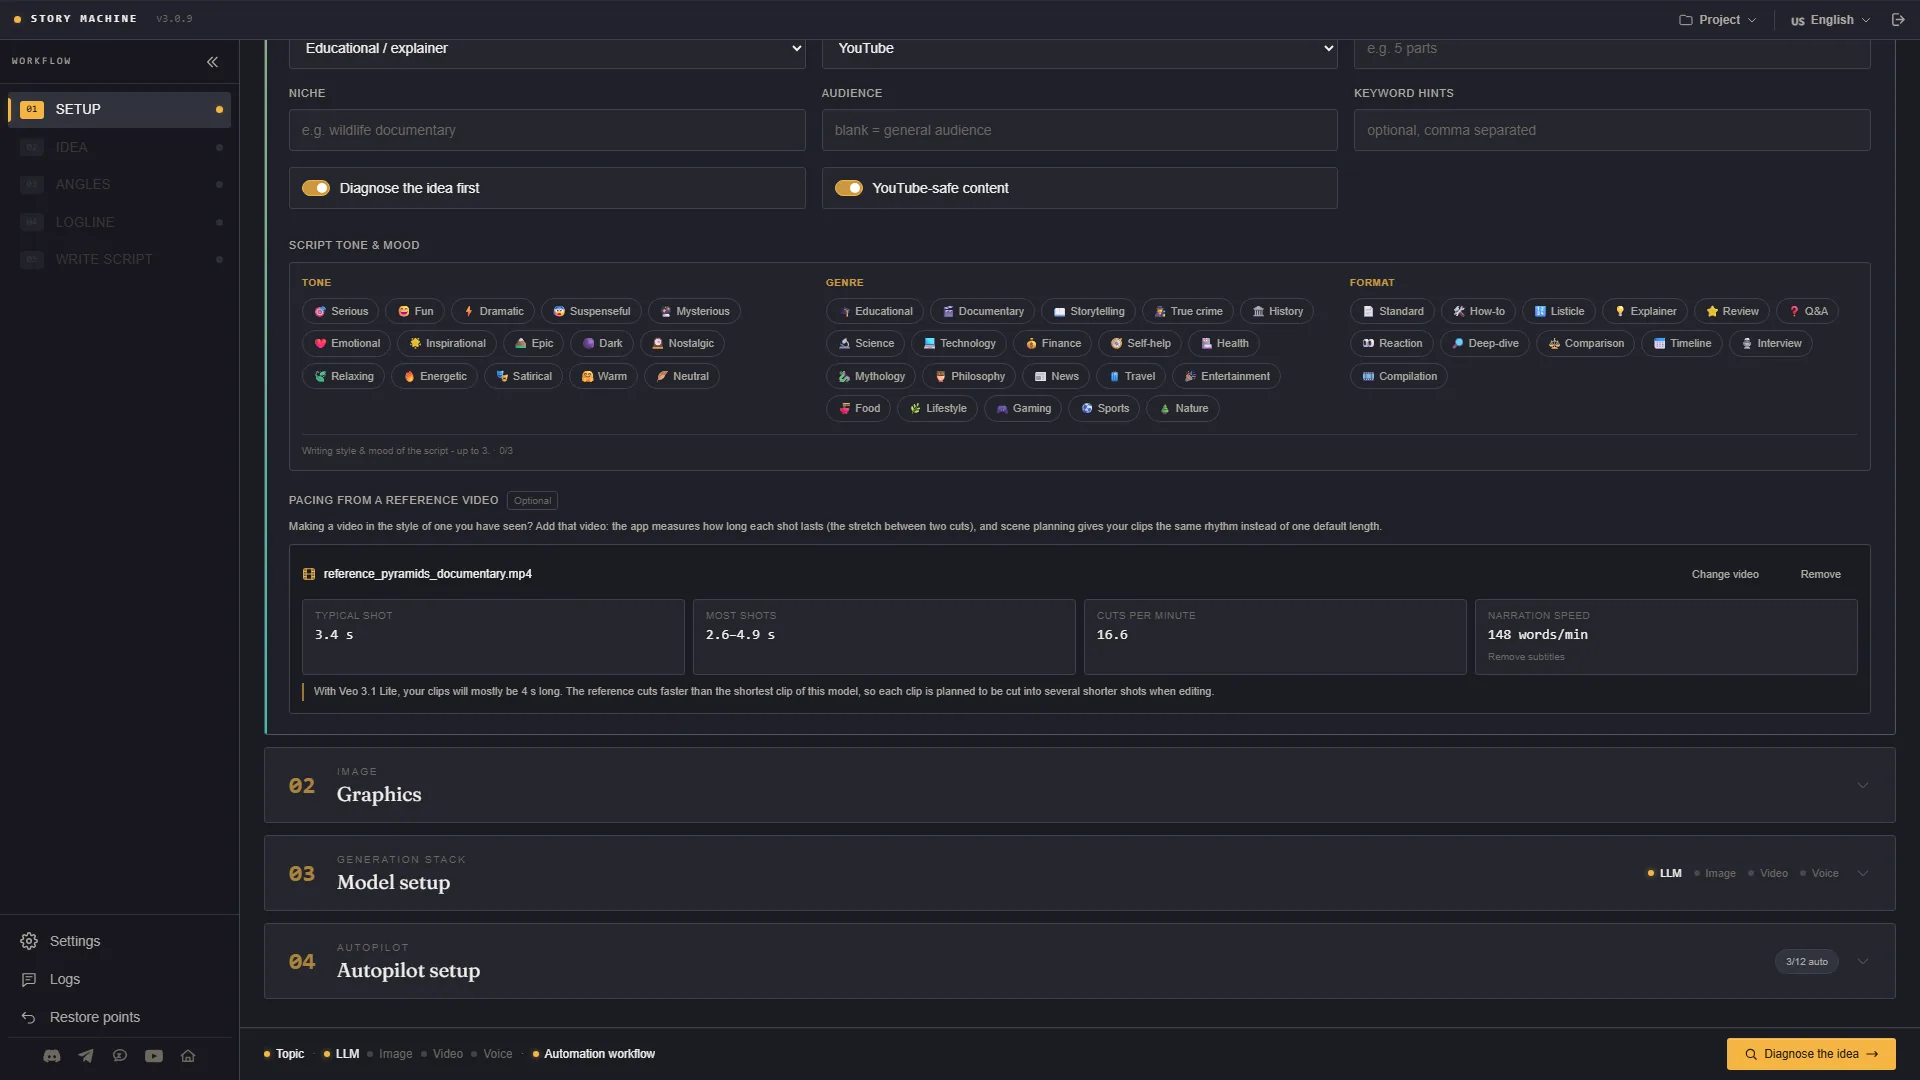 STORY MACHINE v3.0.9
Project
US English
WORKFLOW
01 SETUP
02 IDEA
03 ANGLES
04 LOGLINE
05 WRITE SCRIPT
Educational / explainer
YouTube
e.g. 5 parts
NICHE
AUDIENCE
KEYWORD HINTS
e.g. wildlife documentary
blank = general audience
optional, comma separated
Diagnose the idea first
YouTube-safe content
SCRIPT TONE & MOOD
TONE
Serious Fun Dramatic Suspenseful Mysterious
Emotional Inspirational Epic Dark Nostalgic
Relaxing Energetic Satirical Warm Neutral
GENRE
Educational Documentary Storytelling True crime History
Science Technology Finance Self-help Health
Mythology Philosophy News Travel Entertainment
Food Lifestyle Gaming Sports Nature
FORMAT
Standard How-to Listicle Explainer Review Q&A
Reaction Deep-dive Comparison Timeline Interview
Compilation
Writing style & mood of the script - up to 3. · 0/3
PACING FROM A REFERENCE VIDEO Optional
Making a video in the style of one you have seen? Add that video: the app measures how long each shot lasts (the stretch between two cuts), and scene planning gives your clips the same rhythm instead of one default length.
reference_pyramids_documentary.mp4
Change video
Remove
TYPICAL SHOT
3.4 s
MOST SHOTS
2.6–4.9 s
CUTS PER MINUTE
16.6
NARRATION SPEED
148 words/min
Remove subtitles
With Veo 3.1 Lite, your clips will mostly be 4 s long. The reference cuts faster than the shortest clip of this model, so each clip is planned to be cut into several shorter shots when editing.
02
IMAGE
Graphics
03
GENERATION STACK
Model setup
LLM Image Video Voice
04
AUTOPILOT
Autopilot setup
3/12 auto
Settings
Logs
Restore points
Topic · LLM Image Video Voice · Automation workflow
Diagnose the idea →